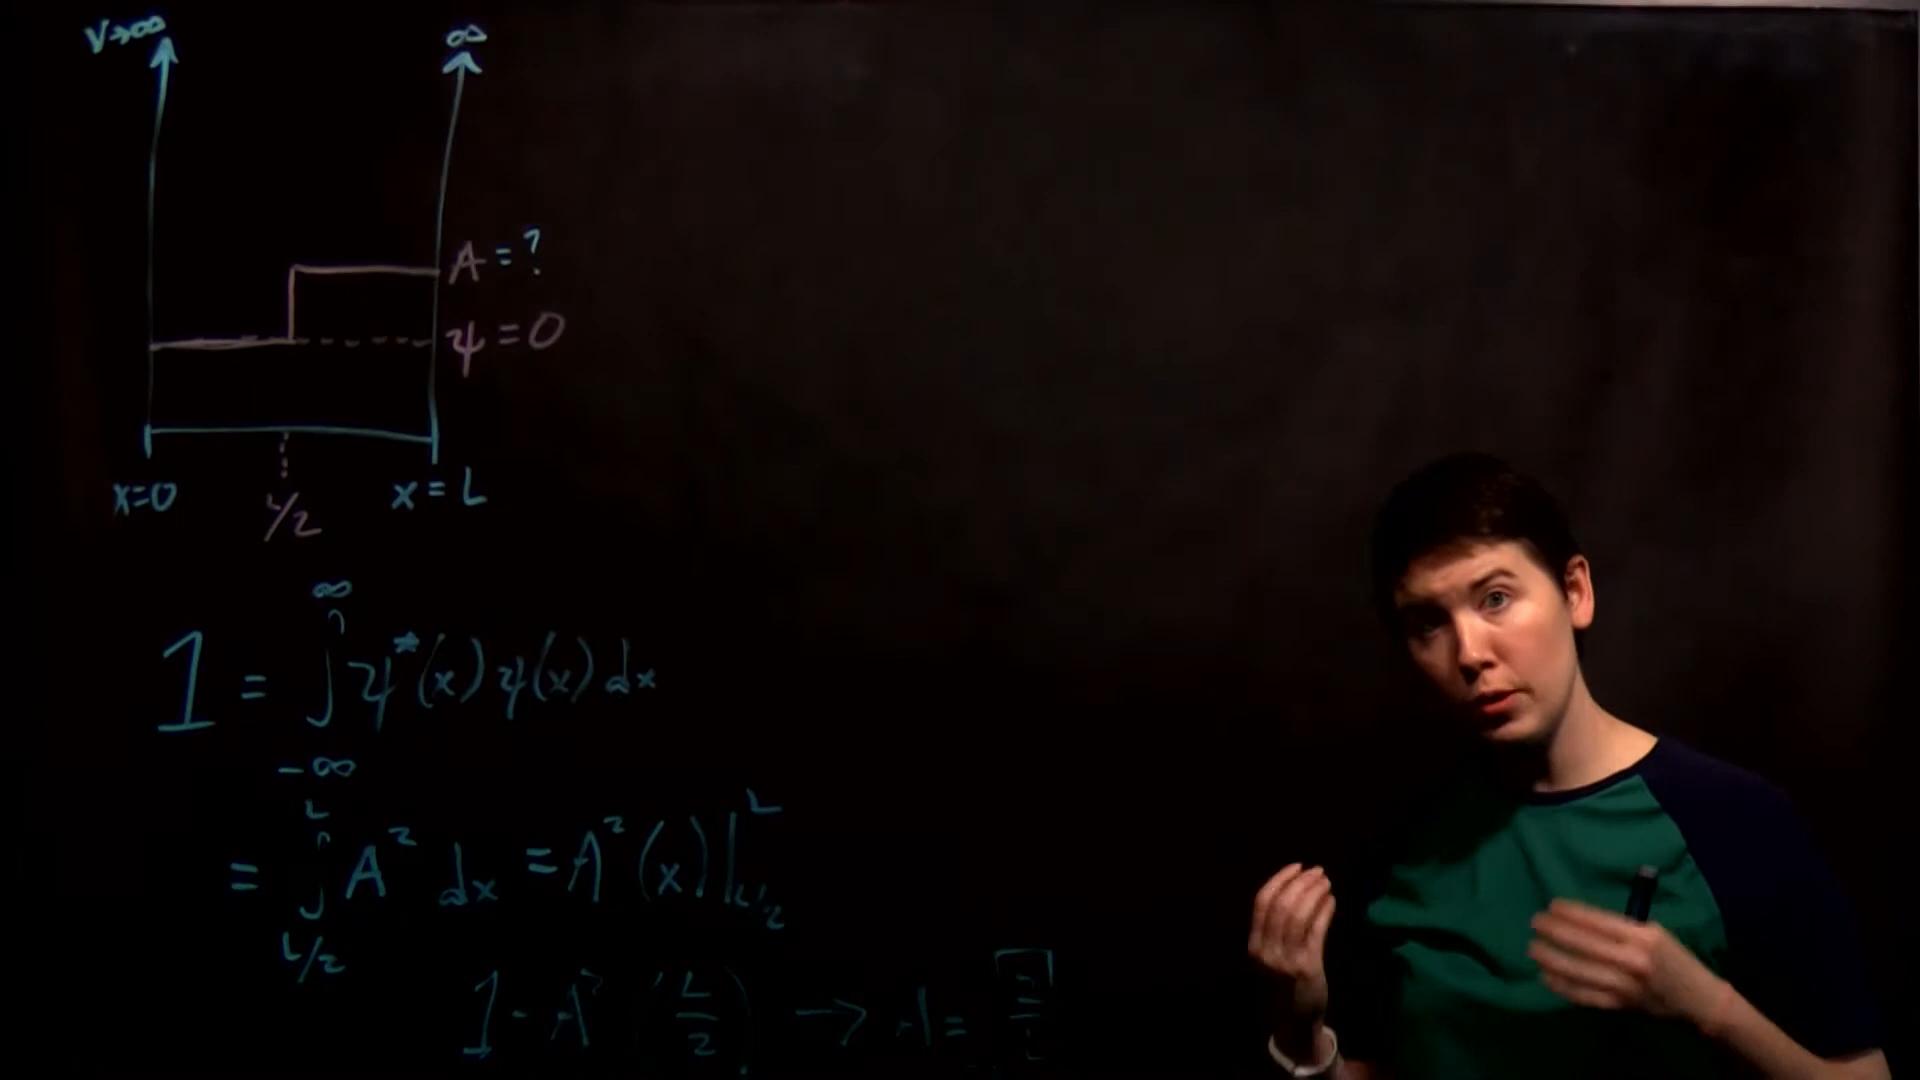 V→∞
∞
A = ?
ψ = 0
x=0
L/2
x = L
1 = ∫_{-∞}^{∞} ψ*(x) ψ(x) dx
= ∫_{L/2}^{L} A² dx = A² (x)|_{L/2}^{L}
1 = A² (L/2) → A =